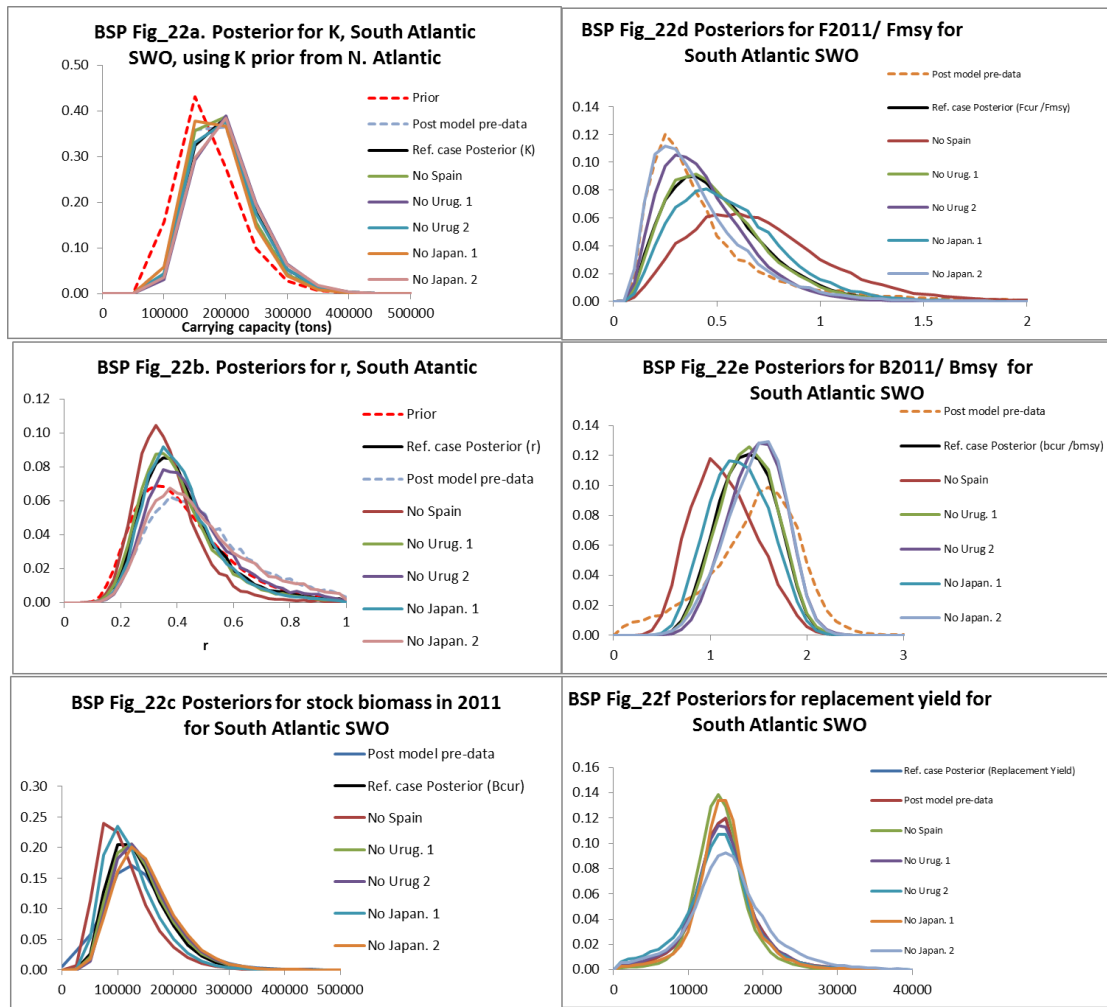 BSP Fig_22a. Posterior for K, South Atlantic
SWO, using K prior from N. Atlantic
0.50
0.40
0.30
0.20
0.10
0.00
0 100000 200000 300000 400000 500000
Carrying capacity (tons)
Prior
Post model pre-data
Ref. case Posterior (K)
No Spain
No Urug. 1
No Urug 2
No Japan. 1
No Japan. 2
BSP Fig_22d Posteriors for F2011/ Fmsy for
South Atlantic SWO
Post model pre-data
Ref. case Posterior (Fcur /Fmsy)
No Spain
No Urug. 1
No Urug 2
No Japan. 1
No Japan. 2
0.14
0.12
0.10
0.08
0.06
0.04
0.02
0.00
0 0.5 1 1.5 2
BSP Fig_22b. Posteriors for r, South Atantic
0.12
0.10
0.08
0.06
0.04
0.02
0.00
0 0.2 0.4 0.6 0.8 1
r
Prior
Ref. case Posterior (r)
Post model pre-data
No Spain
No Urug. 1
No Urug 2
No Japan. 1
No Japan. 2
BSP Fig_22e Posteriors for B2011/ Bmsy for
South Atlantic SWO
Post model pre-data
Ref. case Posterior (bcur /bmsy)
No Spain
No Urug. 1
No Urug 2
No Japan. 1
No Japan. 2
0.14
0.12
0.10
0.08
0.06
0.04
0.02
0.00
0 1 2 3
BSP Fig_22c Posteriors for stock biomass in 2011
for South Atlantic SWO
Post model pre-data
Ref. case Posterior (Bcur)
No Spain
No Urug. 1
No Urug 2
No Japan. 1
No Japan. 2
0.30
0.25
0.20
0.15
0.10
0.05
0.00
0 100000 200000 300000 400000 500000
BSP Fig_22f Posteriors for replacement yield for
South Atlantic SWO
Ref. case Posterior (Replacement Yield)
Post model pre-data
No Spain
No Urug. 1
No Urug 2
No Japan. 1
No Japan. 2
0.16
0.14
0.12
0.10
0.08
0.06
0.04
0.02
0.00
0 10000 20000 30000 40000